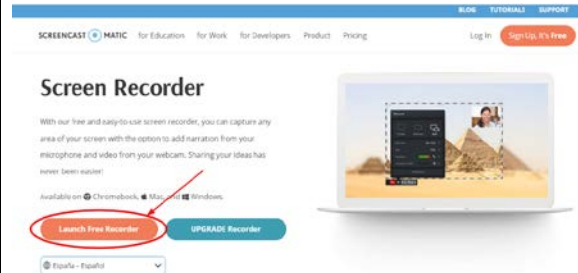 BLOG TUTORIALS SUPPORT
SCREENCAST MATIC for Education for Work for Developers Product Pricing Log In Sign Up, It's Free
Screen Recorder
With our free and easy-to-use screen recorder, you can capture any
area of your screen with the option to add narration from your
microphone and video from your webcam. Sharing your ideas has
never been easier!
Available on Chromebook, Mac, and Windows.
Launch Free Recorder UPGRADE Recorder
España - Español